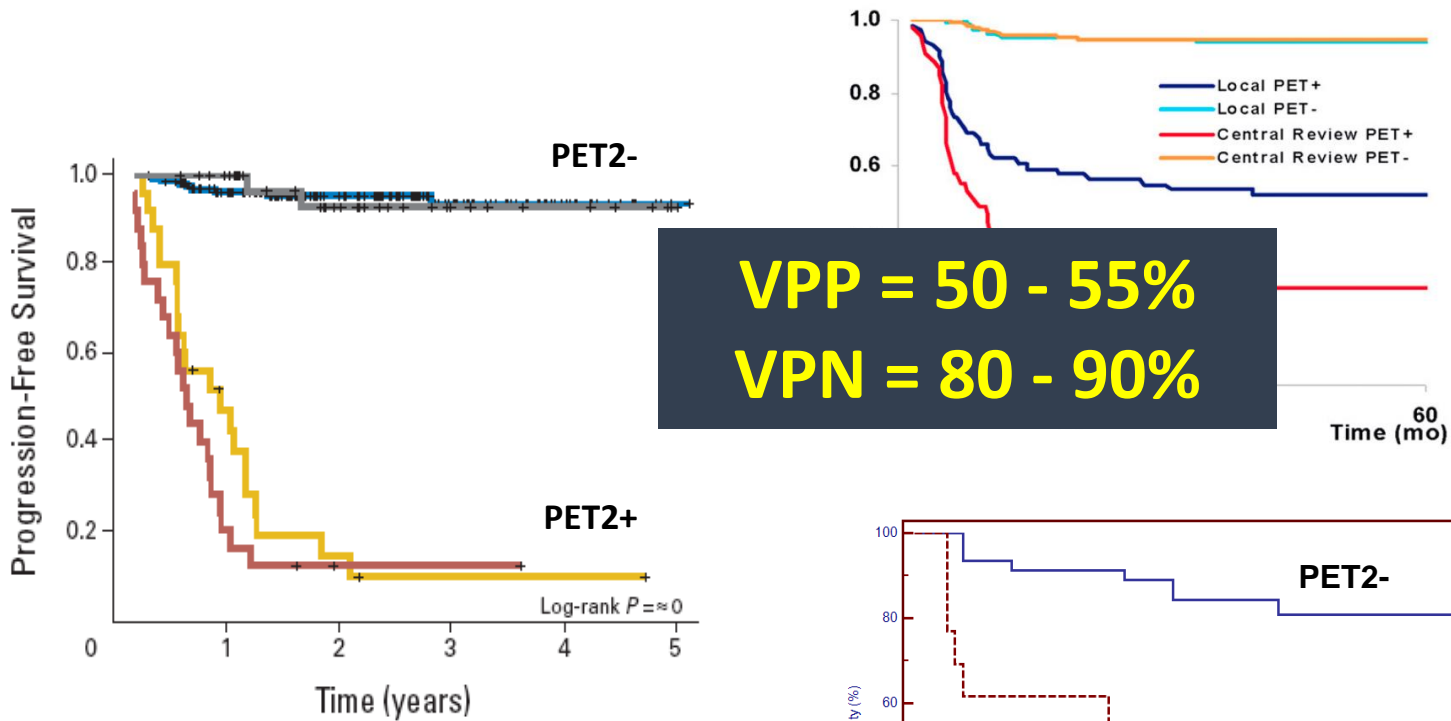 PET2-
1.0
0.8
0.6
0.4
0.2
Progression-Free Survival
PET2+
Log-rank P =≈0
0 1 2 3 4 5
Time (years)
1.0
0.8
0.6
Local PET+
Local PET-
Central Review PET+
Central Review PET-
VPP = 50 - 55%
VPN = 80 - 90%
60
Time (mo)
100
80
60
PET2-
(%)